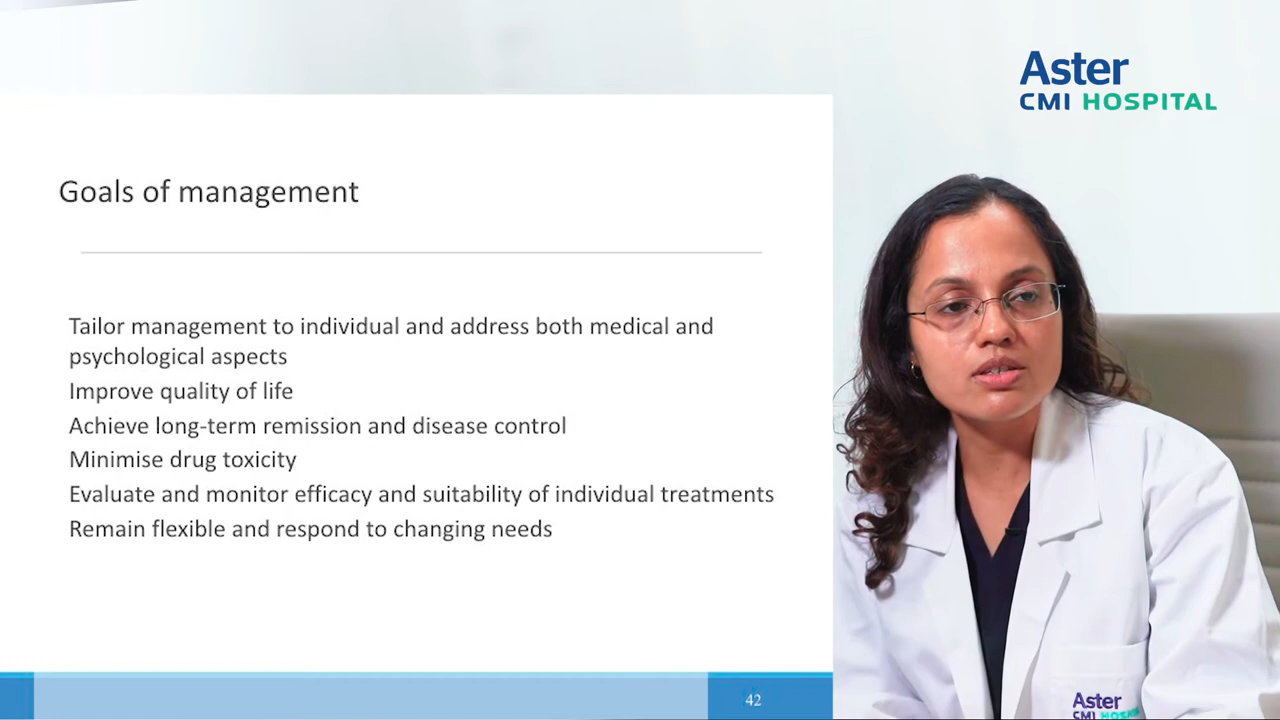 Aster
CMI HOSPITAL
Goals of management
Tailor management to individual and address both medical and
psychological aspects
Improve quality of life
Achieve long-term remission and disease control
Minimise drug toxicity
Evaluate and monitor efficacy and suitability of individual treatments
Remain flexible and respond to changing needs
42
Aster
CMI HOSPITAL